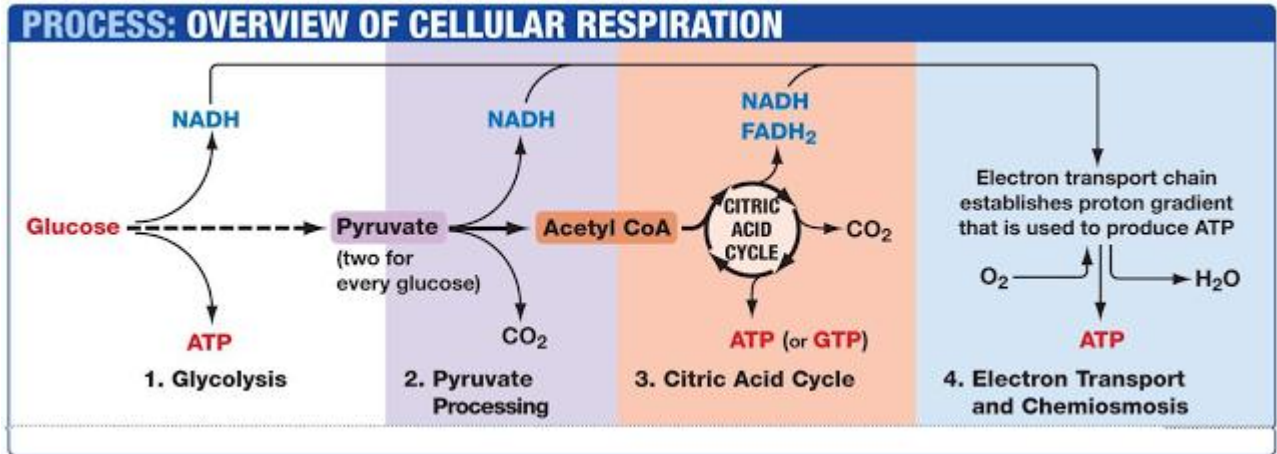 PROCESS: OVERVIEW OF CELLULAR RESPIRATION
NADH
NADH
NADH
FADH₂
Glucose
Pyruvate
(two for
every glucose)
Acetyl CoA
CITRIC
ACID
CYCLE
CO₂
Electron transport chain
establishes proton gradient
that is used to produce ATP
O₂
H₂O
ATP
CO₂
ATP (or GTP)
ATP
1. Glycolysis
2. Pyruvate
Processing
3. Citric Acid Cycle
4. Electron Transport
and Chemiosmosis